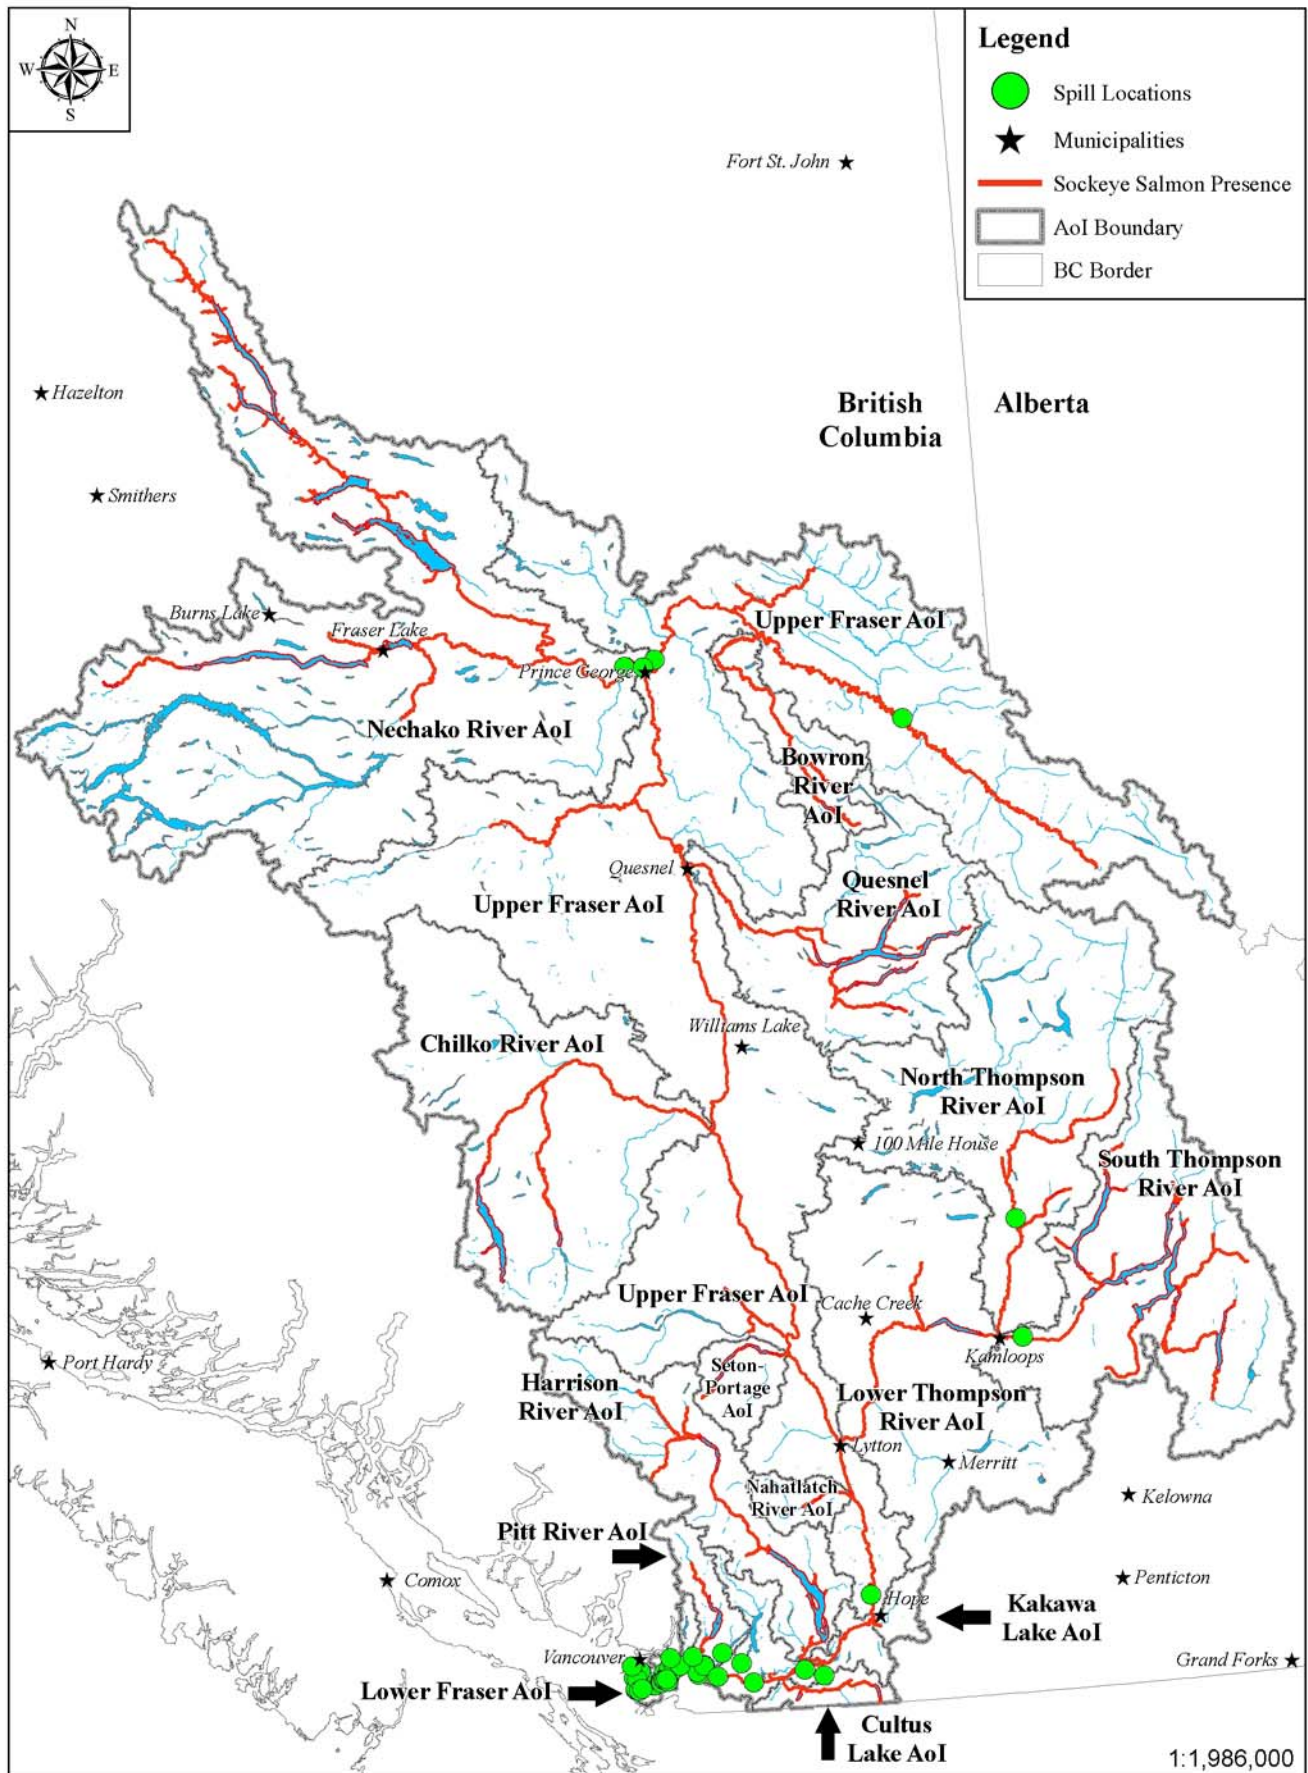 N
W
E
S
Legend
Spill Locations
Municipalities
Sockeye Salmon Presence
AoI Boundary
BC Border
Fort St. John
Hazelton
British
Columbia
Alberta
Smithers
Burns Lake
Fraser Lake
Upper Fraser AoI
Prince George
Nechako River AoI
Bowron
River
AoI
Quesnel
Quesnel
River AoI
Upper Fraser AoI
Williams Lake
Chilko River AoI
North Thompson
River AoI
100 Mile House
South Thompson
River AoI
Upper Fraser AoI
Cache Creek
Port Hardy
Kamloops
Seton-
Portage
AoI
Harrison
River AoI
Lower Thompson
River AoI
Lytton
Merritt
Nahatlatch
River AoI
Kelowna
Pitt River AoI
Comox
Penticton
Hope
Kakawa
Lake AoI
Vancouver
Grand Forks
Lower Fraser AoI
Cultus
Lake AoI
1:1,986,000